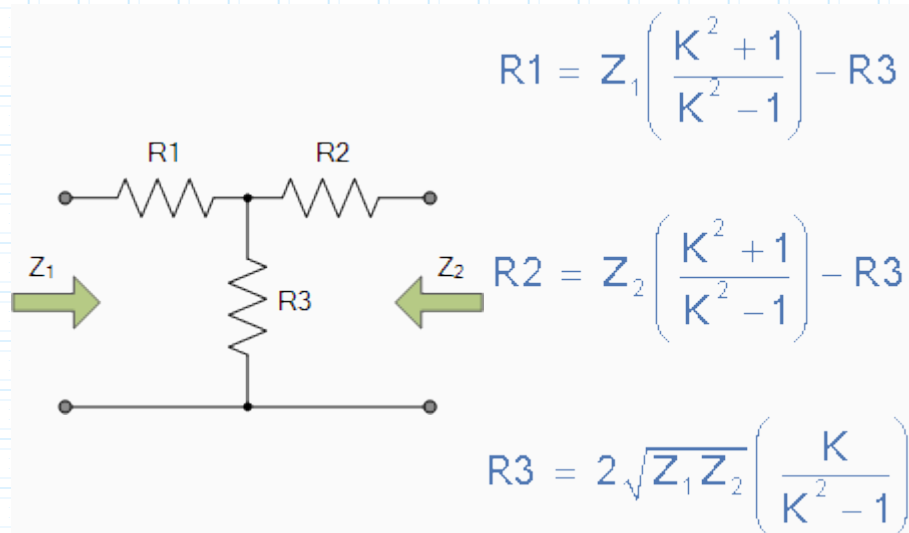 R1 = Z₁((K² + 1)/(K² − 1)) − R3
R1
R2
Z₁
Z₂
R3
R2 = Z₂((K² + 1)/(K² − 1)) − R3
R3 = 2√(Z₁Z₂)(K/(K² − 1))